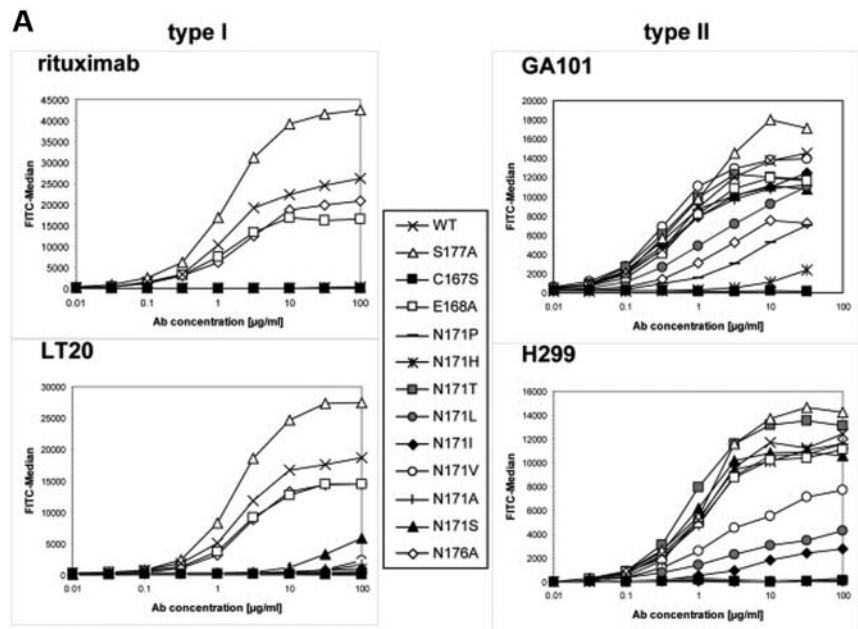 A
type I
type II
rituximab
FITC-Median
45000
40000
35000
30000
25000
20000
15000
10000
5000
0
0.01
0.1
1
10
100
Ab concentration [µg/ml]
GA101
FITC-Median
20000
18000
16000
14000
12000
10000
8000
6000
4000
2000
0
0.01
0.1
1
10
100
Ab concentration [µg/ml]
WT
S177A
C167S
E168A
N171P
N171H
N171T
N171L
N171I
N171V
N171A
N171S
N176A
LT20
FITC-Median
30000
25000
20000
15000
10000
5000
0
0.01
0.1
1
10
100
Ab concentration [µg/ml]
H299
FITC-Median
16000
14000
12000
10000
8000
6000
4000
2000
0
0.01
0.1
1
10
100
Ab concentration [µg/ml]